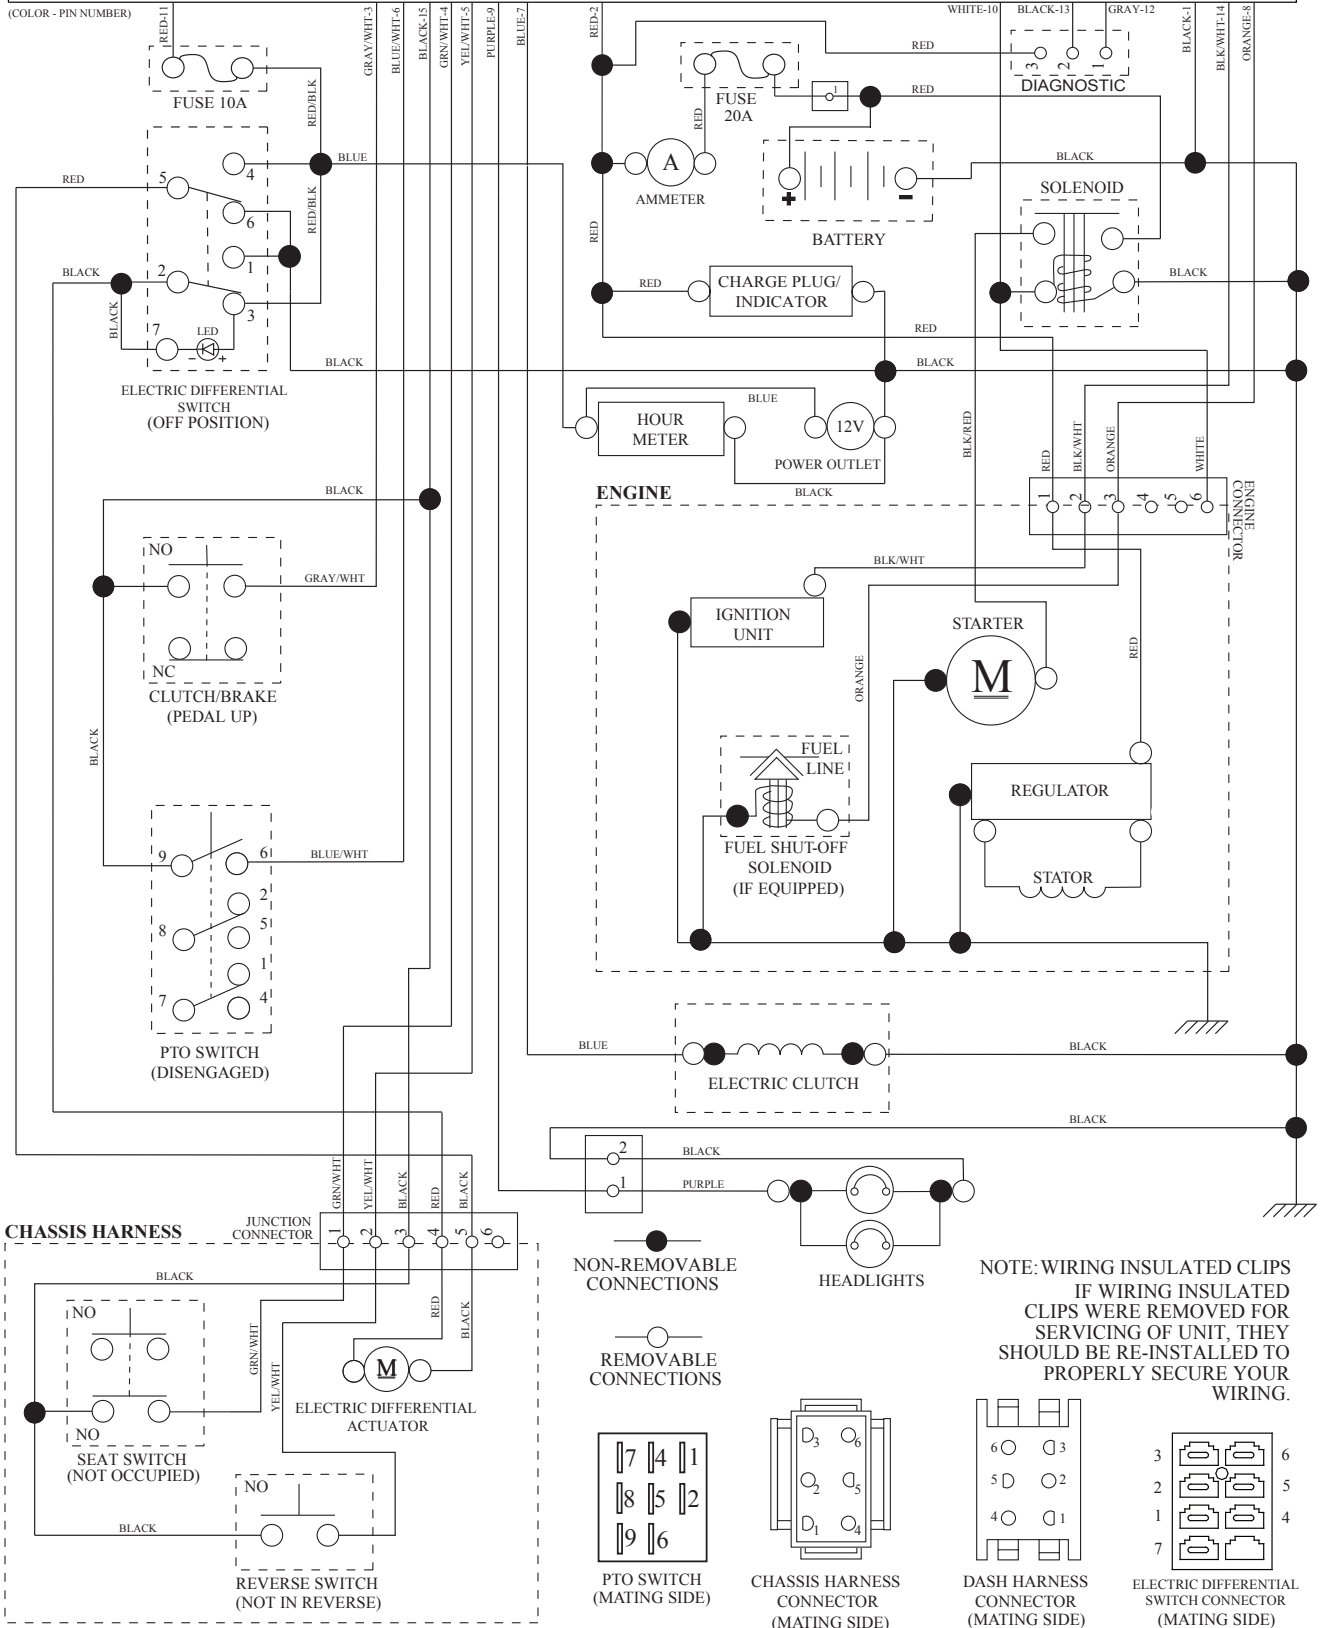 (COLOR - PIN NUMBER)
RED-11
GRAY/WHT-3
BLUE/WHT-6
BLACK-15
GRN/WHT-4
YEL/WHT-5
PURPLE-9
BLUE-7
RED-2
WHITE-10
BLACK-13
GRAY-12
BLACK-1
BLK/WHT-14
ORANGE-8
FUSE 10A
RED/BLK
RED
FUSE
20A
RED
1
RED
3
2
1
DIAGNOSTIC
4
BLUE
5
RED
6
RED/BLK
1
A
AMMETER
+
-
BATTERY
BLACK
SOLENOID
BLACK
2
BLACK
3
BLACK
7
LED
-
+
RED
RED
CHARGE PLUG/
INDICATOR
BLACK
RED
BLACK
BLACK
ELECTRIC DIFFERENTIAL
SWITCH
(OFF POSITION)
BLUE
HOUR
METER
12V
POWER OUTLET
BLACK
BLK/RED
RED
BLK/WHT
ORANGE
WHITE
ENGINE
1
2
3
4
5
6
ENGINE
CONNECTOR
BLACK
NO
GRAY/WHT
NC
CLUTCH/BRAKE
(PEDAL UP)
BLACK
BLK/WHT
IGNITION
UNIT
STARTER
M
ORANGE
RED
FUEL
LINE
FUEL SHUT-OFF
SOLENOID
(IF EQUIPPED)
REGULATOR
STATOR
9
6
BLUE/WHT
2
8
5
1
7
4
PTO SWITCH
(DISENGAGED)
BLUE
ELECTRIC CLUTCH
BLACK
BLACK
2
BLACK
1
PURPLE
HEADLIGHTS
GRN/WHT
YEL/WHT
BLACK
RED
BLACK
CHASSIS HARNESS
JUNCTION
CONNECTOR
1
2
3
4
5
6
BLACK
NO
NO
SEAT SWITCH
(NOT OCCUPIED)
GRN/WHT
YEL/WHT
RED
BLACK
M
ELECTRIC DIFFERENTIAL
ACTUATOR
NO
BLACK
REVERSE SWITCH
(NOT IN REVERSE)
NON-REMOVABLE
CONNECTIONS
REMOVABLE
CONNECTIONS
NOTE: WIRING INSULATED CLIPS
IF WIRING INSULATED
CLIPS WERE REMOVED FOR
SERVICING OF UNIT, THEY
SHOULD BE RE-INSTALLED TO
PROPERLY SECURE YOUR
WIRING.
7 4 1
8 5 2
9 6
PTO SWITCH
(MATING SIDE)
3 6
2 5
1 4
CHASSIS HARNESS
CONNECTOR
(MATING SIDE)
6 3
5 2
4 1
DASH HARNESS
CONNECTOR
(MATING SIDE)
3 6
2 5
1 4
7
ELECTRIC DIFFERENTIAL
SWITCH CONNECTOR
(MATING SIDE)